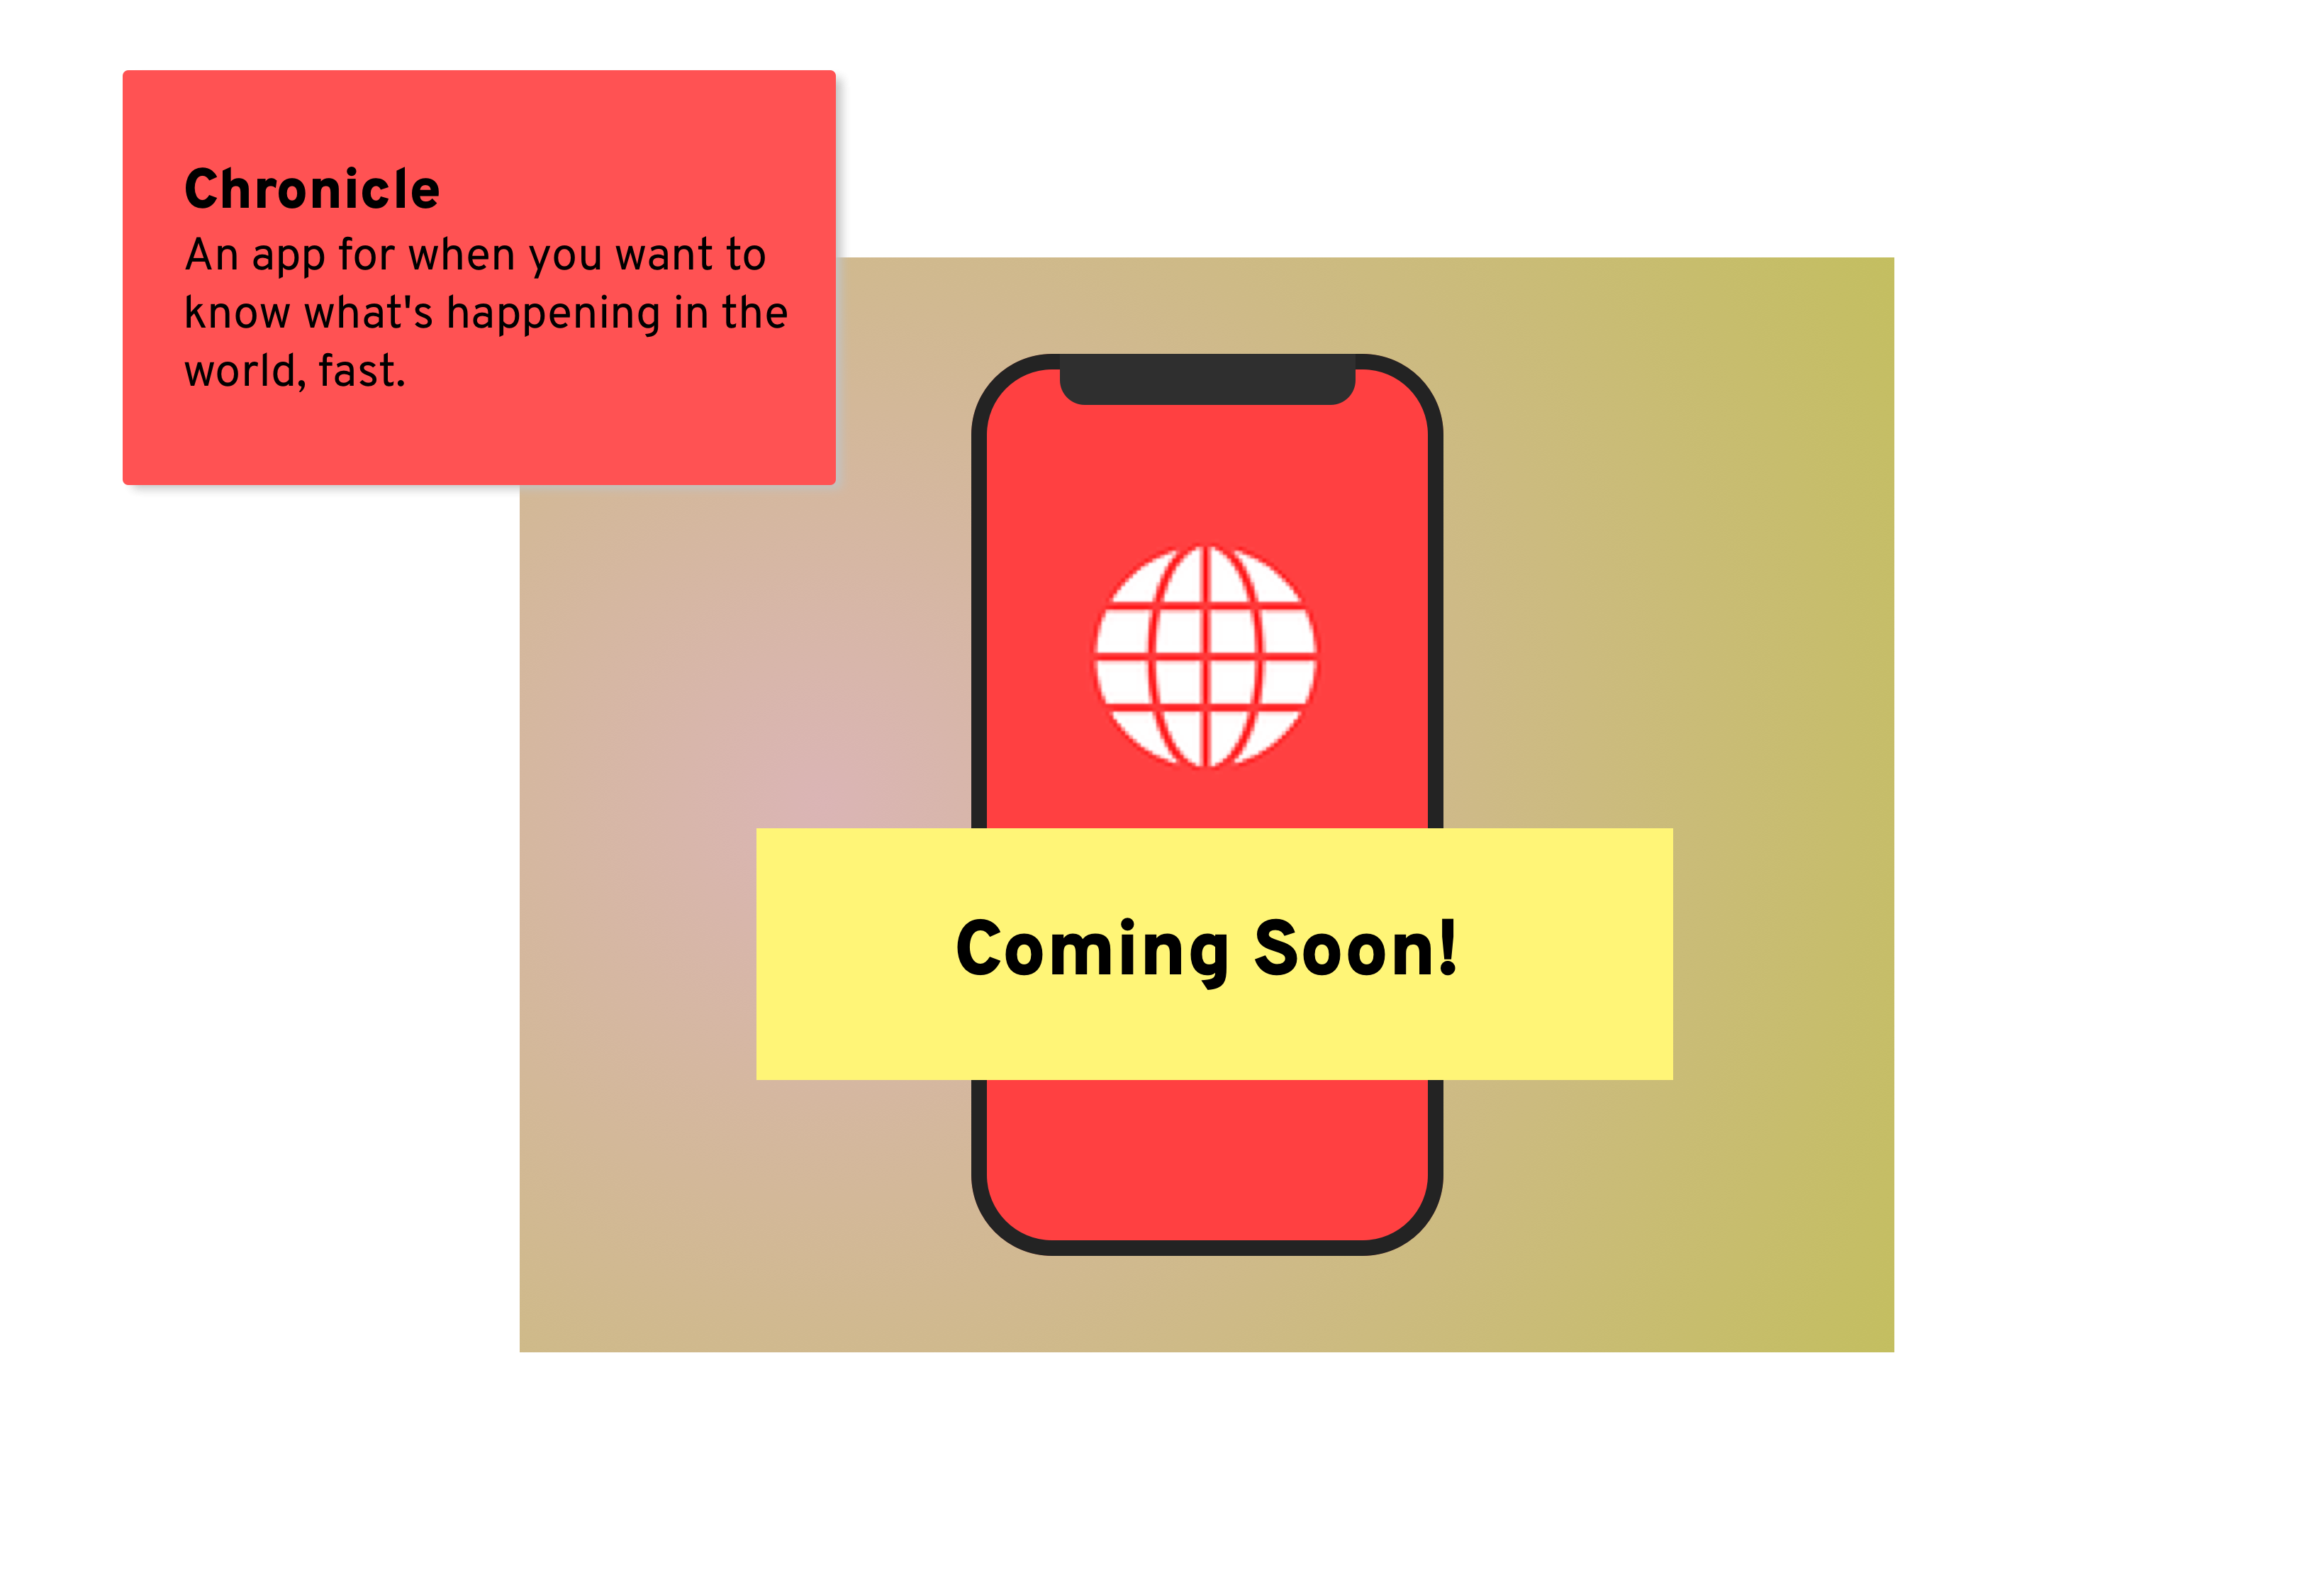 Chronicle
An app for when you want to
know what's happening in the
world, fast.
Coming Soon!